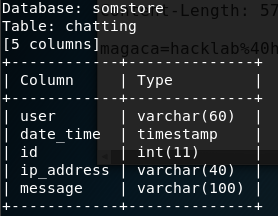 Database: somstore
ontent-Length: 57
Table: chatting
[5 columns]
magaca=hacklab%40h
+-----------+--------------+
| Column | Type |
+-----------+--------------+
| user | varchar(60) |
| date_time | timestamp |
| id | int(11) |
| ip_address | varchar(40) |
| message | varchar(100) |
+-----------+--------------+